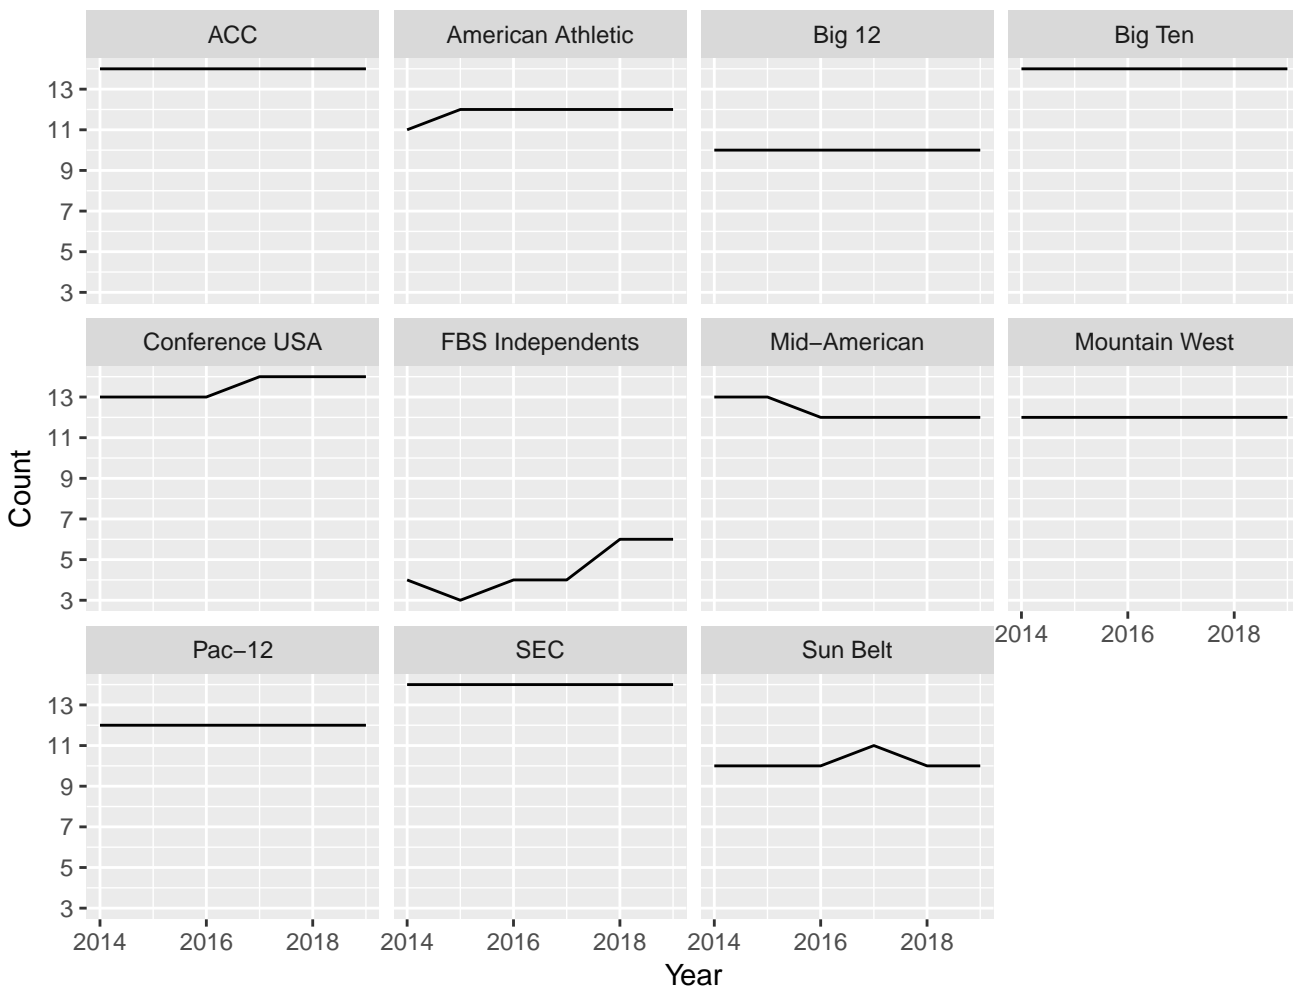 ACC American Athletic Big 12 Big Ten
13
11
9
7
5
3
Conference USA FBS Independents Mid−American Mountain West
13
11
9
7
5
3
2014 2016 2018
Pac−12 SEC Sun Belt
13
11
9
7
5
3
2014 2016 2018 2014 2016 2018 2014 2016 2018
Year
Count